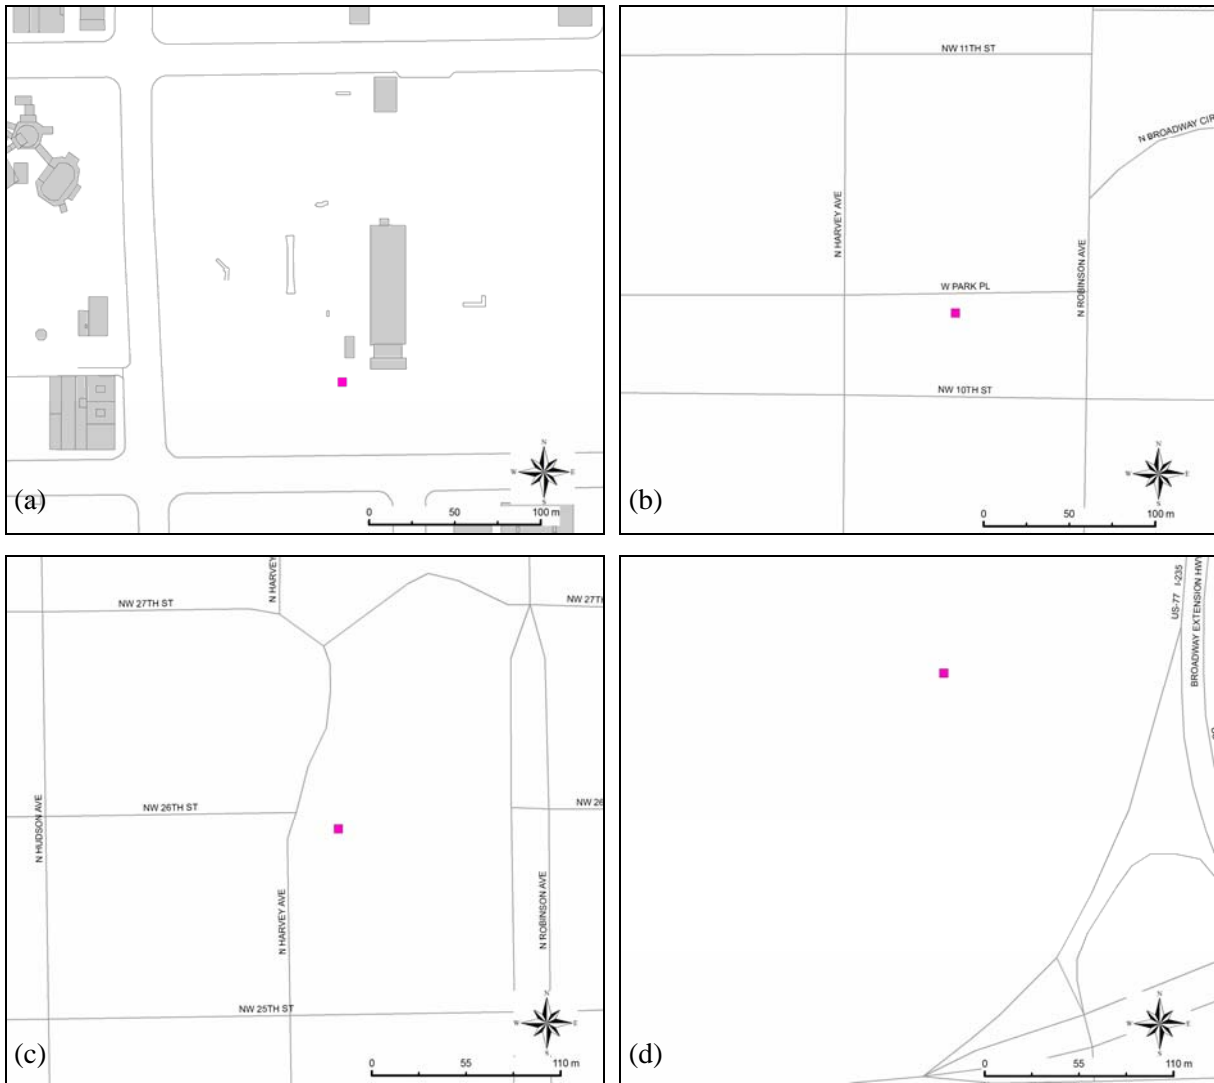 N
W E
(a)
0 50 100 m
NW 11TH ST
N BROADWAY CIR
N HARVEY AVE
N ROBINSON AVE
W PARK PL
NW 10TH ST
N
W E
S
(b)
0 50 100 m
N HARVEY
NW 27TH ST
NW 27TH
NW 26TH ST
NW 26
N HUDSON AVE
N HARVEY AVE
N ROBINSON AVE
NW 25TH ST
N
W E
S
(c)
0 55 110 m
US-77 I-235
BROADWAY EXTENSION HWY
N
W E
S
(d)
0 55 110 m